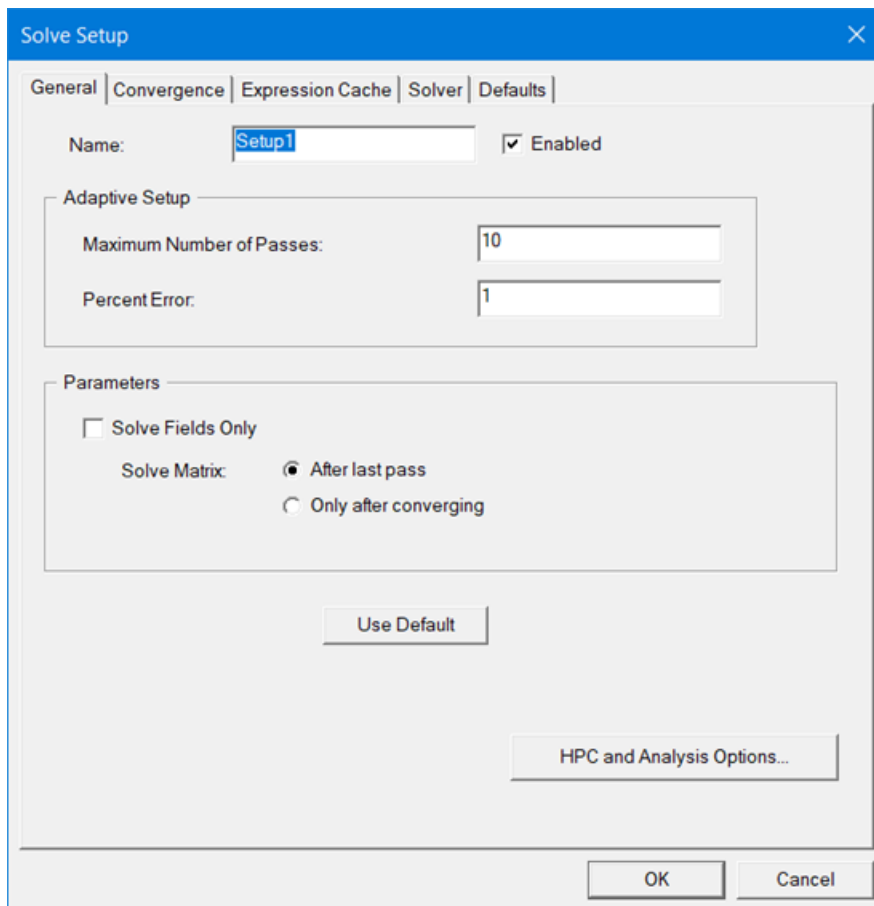 Solve Setup
General Convergence Expression Cache Solver Defaults
Name: Setup1 Enabled
Adaptive Setup
Maximum Number of Passes: 10
Percent Error: 1
Parameters
Solve Fields Only
Solve Matrix: After last pass
Only after converging
Use Default
HPC and Analysis Options...
OK Cancel